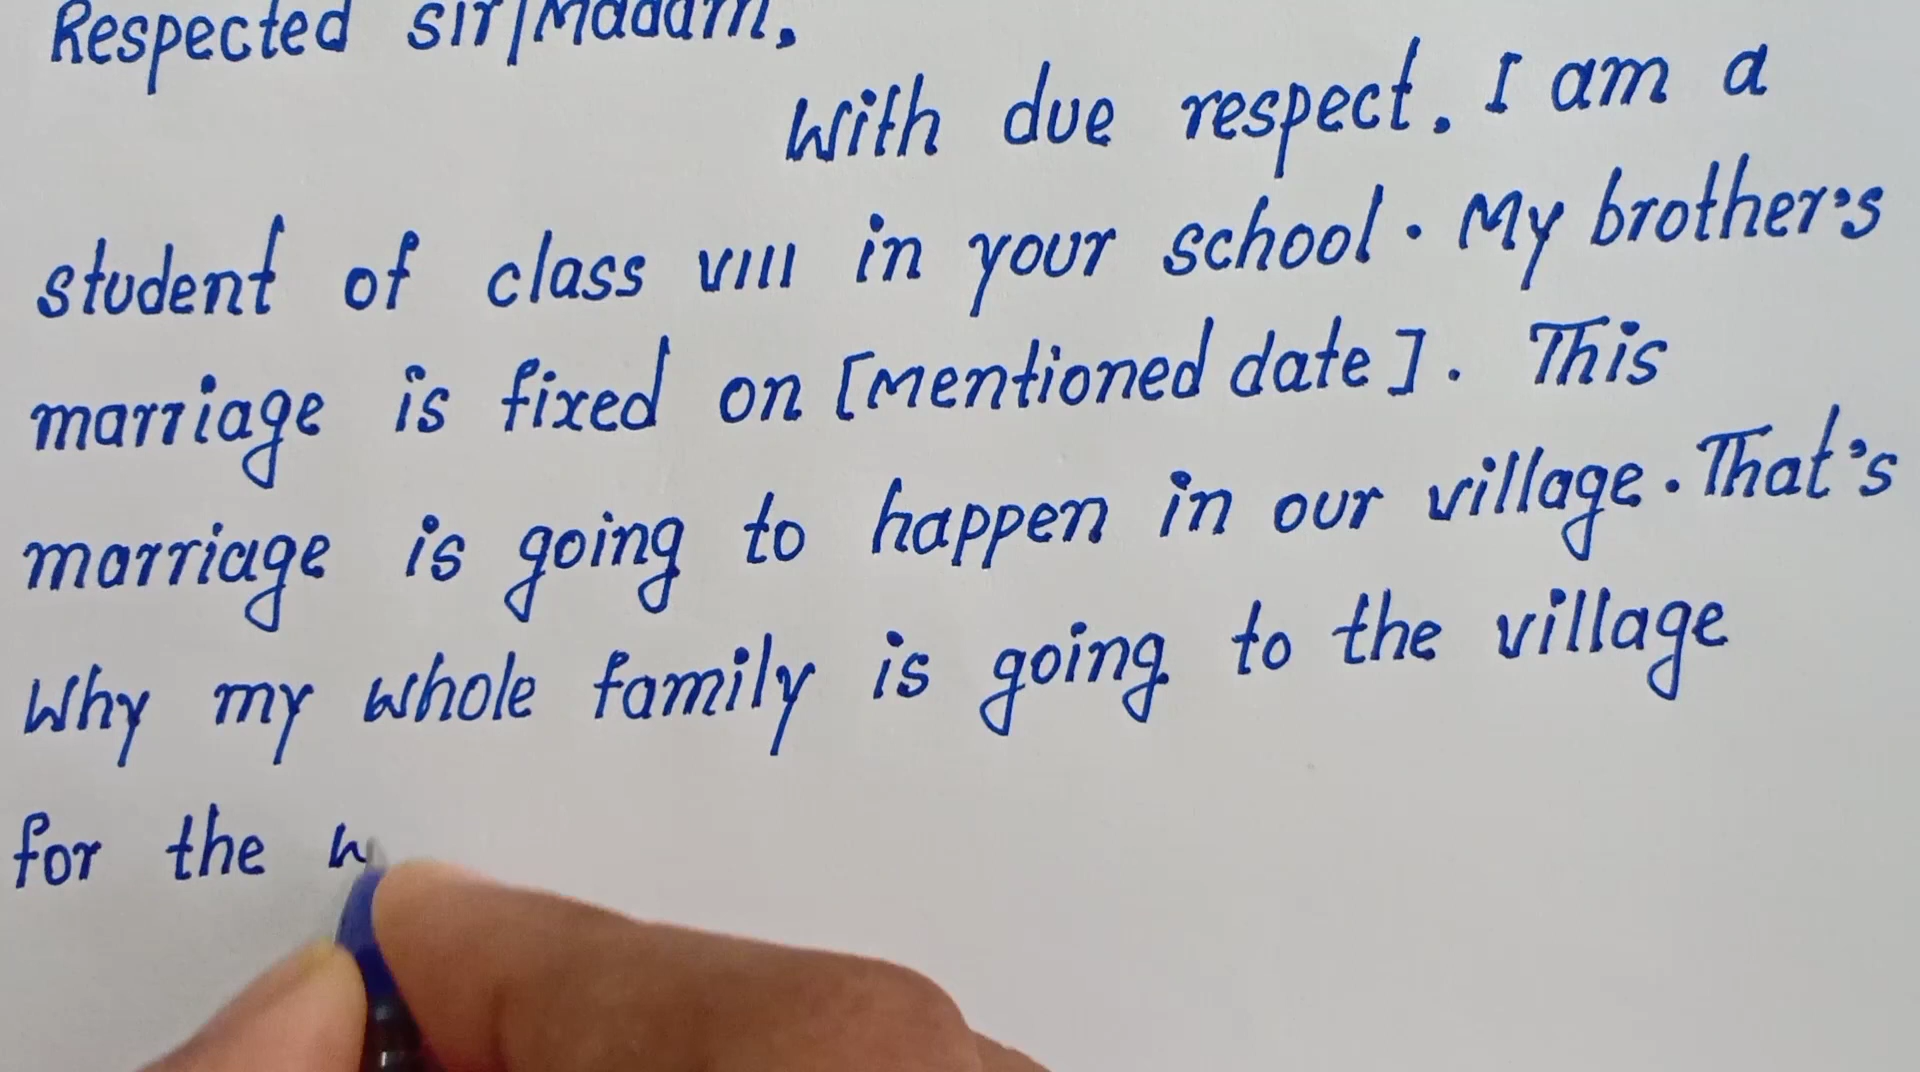 Respected sir/Madam,
With due respect. I am a
student of class VIII in your school. My brother's
marriage is fixed on [Mentioned date]. This
marriage is going to happen in our village. That's
Why my whole family is going to the village
for the